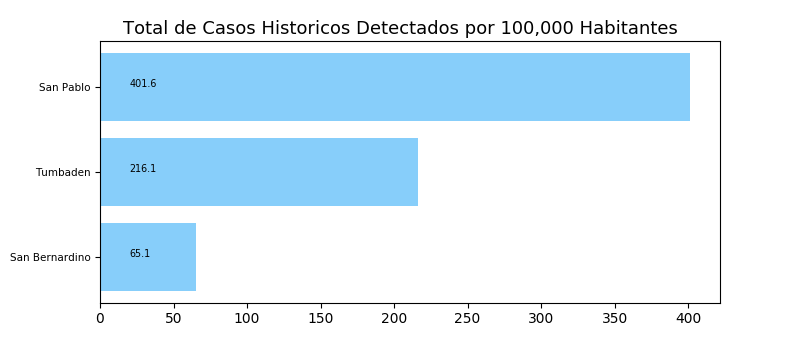 Total de Casos Historicos Detectados por 100,000 Habitantes
San Pablo
401.6
Tumbaden
216.1
San Bernardino
65.1
0 50 100 150 200 250 300 350 400